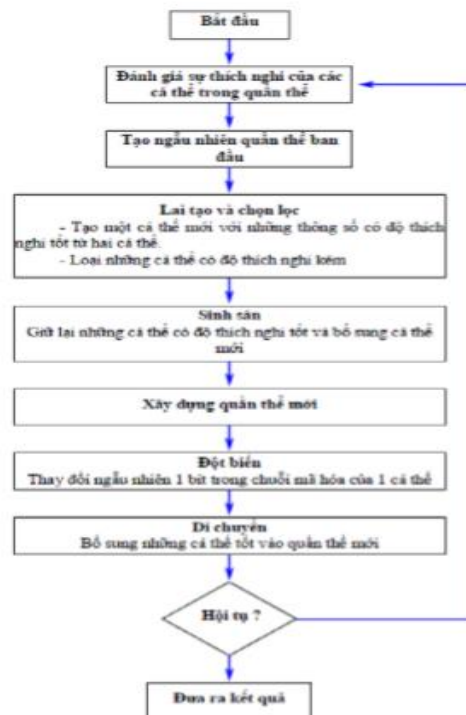 Bắt đầu
Đánh giá sự thích nghi của các
cá thể trong quần thể
Tạo ngẫu nhiên quần thể ban
đầu
Lai tạo và chọn lọc
- Tạo một cá thể mới với những thông số có độ thích
nghi tốt từ hai cá thể.
- Loại những cá thể có độ thích nghi kém
Sinh sản
Giữ lại những cá thể có độ thích nghi tốt và bổ sung cá thể
mới
Xây dựng quần thể mới
Đột biến
Thay đổi ngẫu nhiên 1 bit trong chuỗi mã hóa của 1 cá thể
Di chuyển
Bổ sung những cá thể tốt vào quần thể mới
Hội tụ ?
Đưa ra kết quả